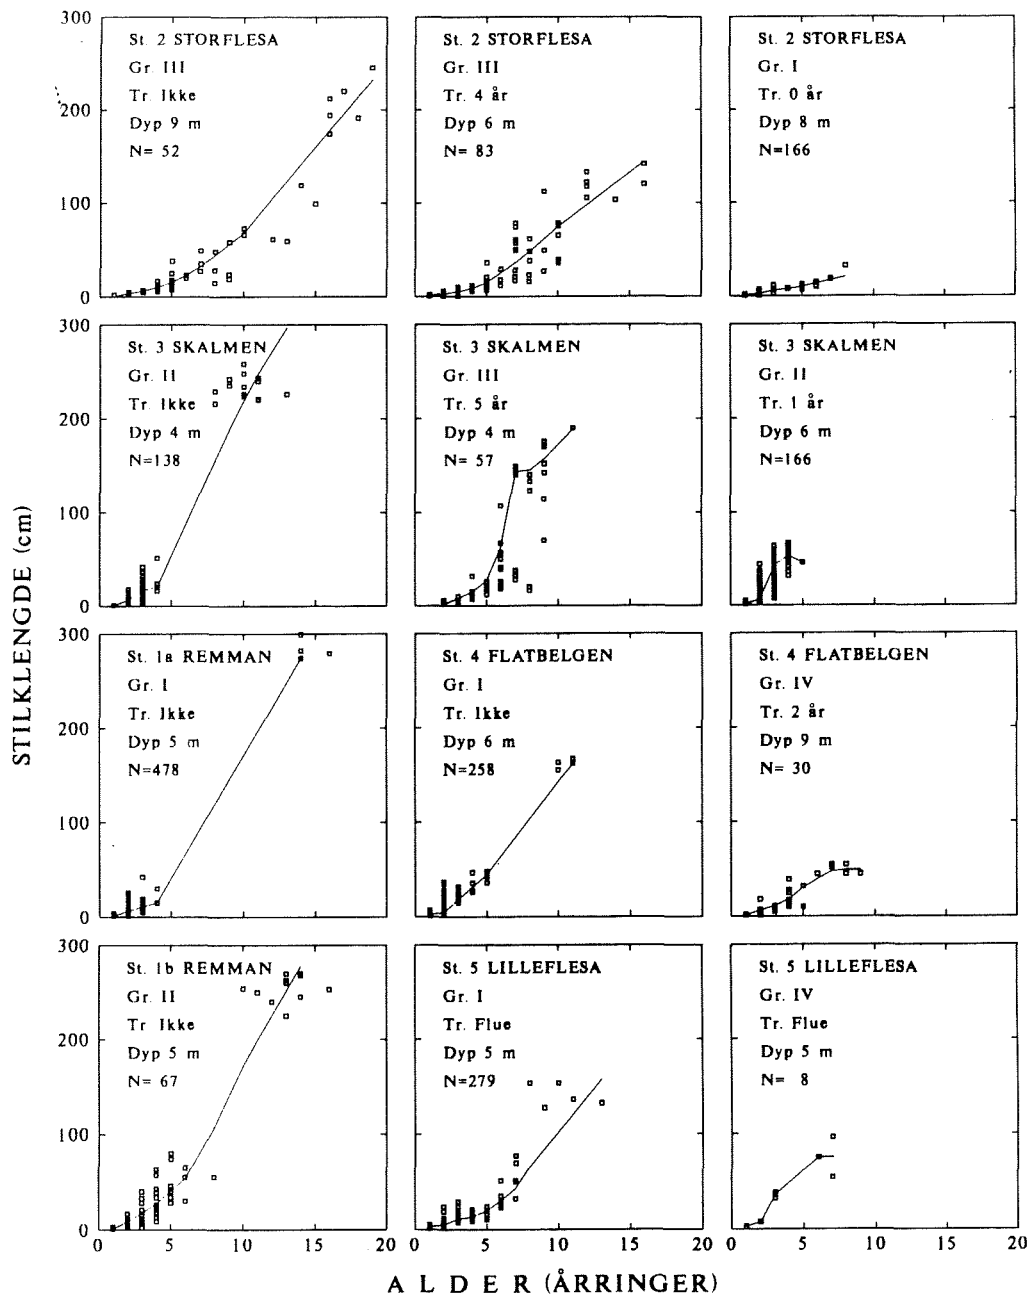 STILKLENGDE (cm)
300
200
100
0
St. 2 STORFLESA
Gr. III
Tr. Ikke
Dyp 9 m
N= 52
St. 2 STORFLESA
Gr. III
Tr. 4 år
Dyp 6 m
N= 83
St. 2 STORFLESA
Gr. I
Tr. 0 år
Dyp 8 m
N=166
300
200
100
0
St. 3 SKALMEN
Gr. II
Tr. Ikke
Dyp 4 m
N=138
St. 3 SKALMEN
Gr. III
Tr. 5 år
Dyp 4 m
N= 57
St. 3 SKALMEN
Gr. II
Tr. 1 år
Dyp 6 m
N=166
300
200
100
0
St. 1a REMMAN
Gr. I
Tr. Ikke
Dyp 5 m
N=478
St. 4 FLATBELGEN
Gr. I
Tr. Ikke
Dyp 6 m
N=258
St. 4 FLATBELGEN
Gr. IV
Tr. 2 år
Dyp 9 m
N= 30
300
200
100
0
St. 1b REMMAN
Gr. II
Tr. Ikke
Dyp 5 m
N= 67
St. 5 LILLEFLESA
Gr. I
Tr. Flue
Dyp 5 m
N=279
St. 5 LILLEFLESA
Gr. IV
Tr. Flue
Dyp 5 m
N= 8
0 5 10 15 20
0 5 10 15 20
0 5 10 15 20
ALDER (ÅRRINGER)